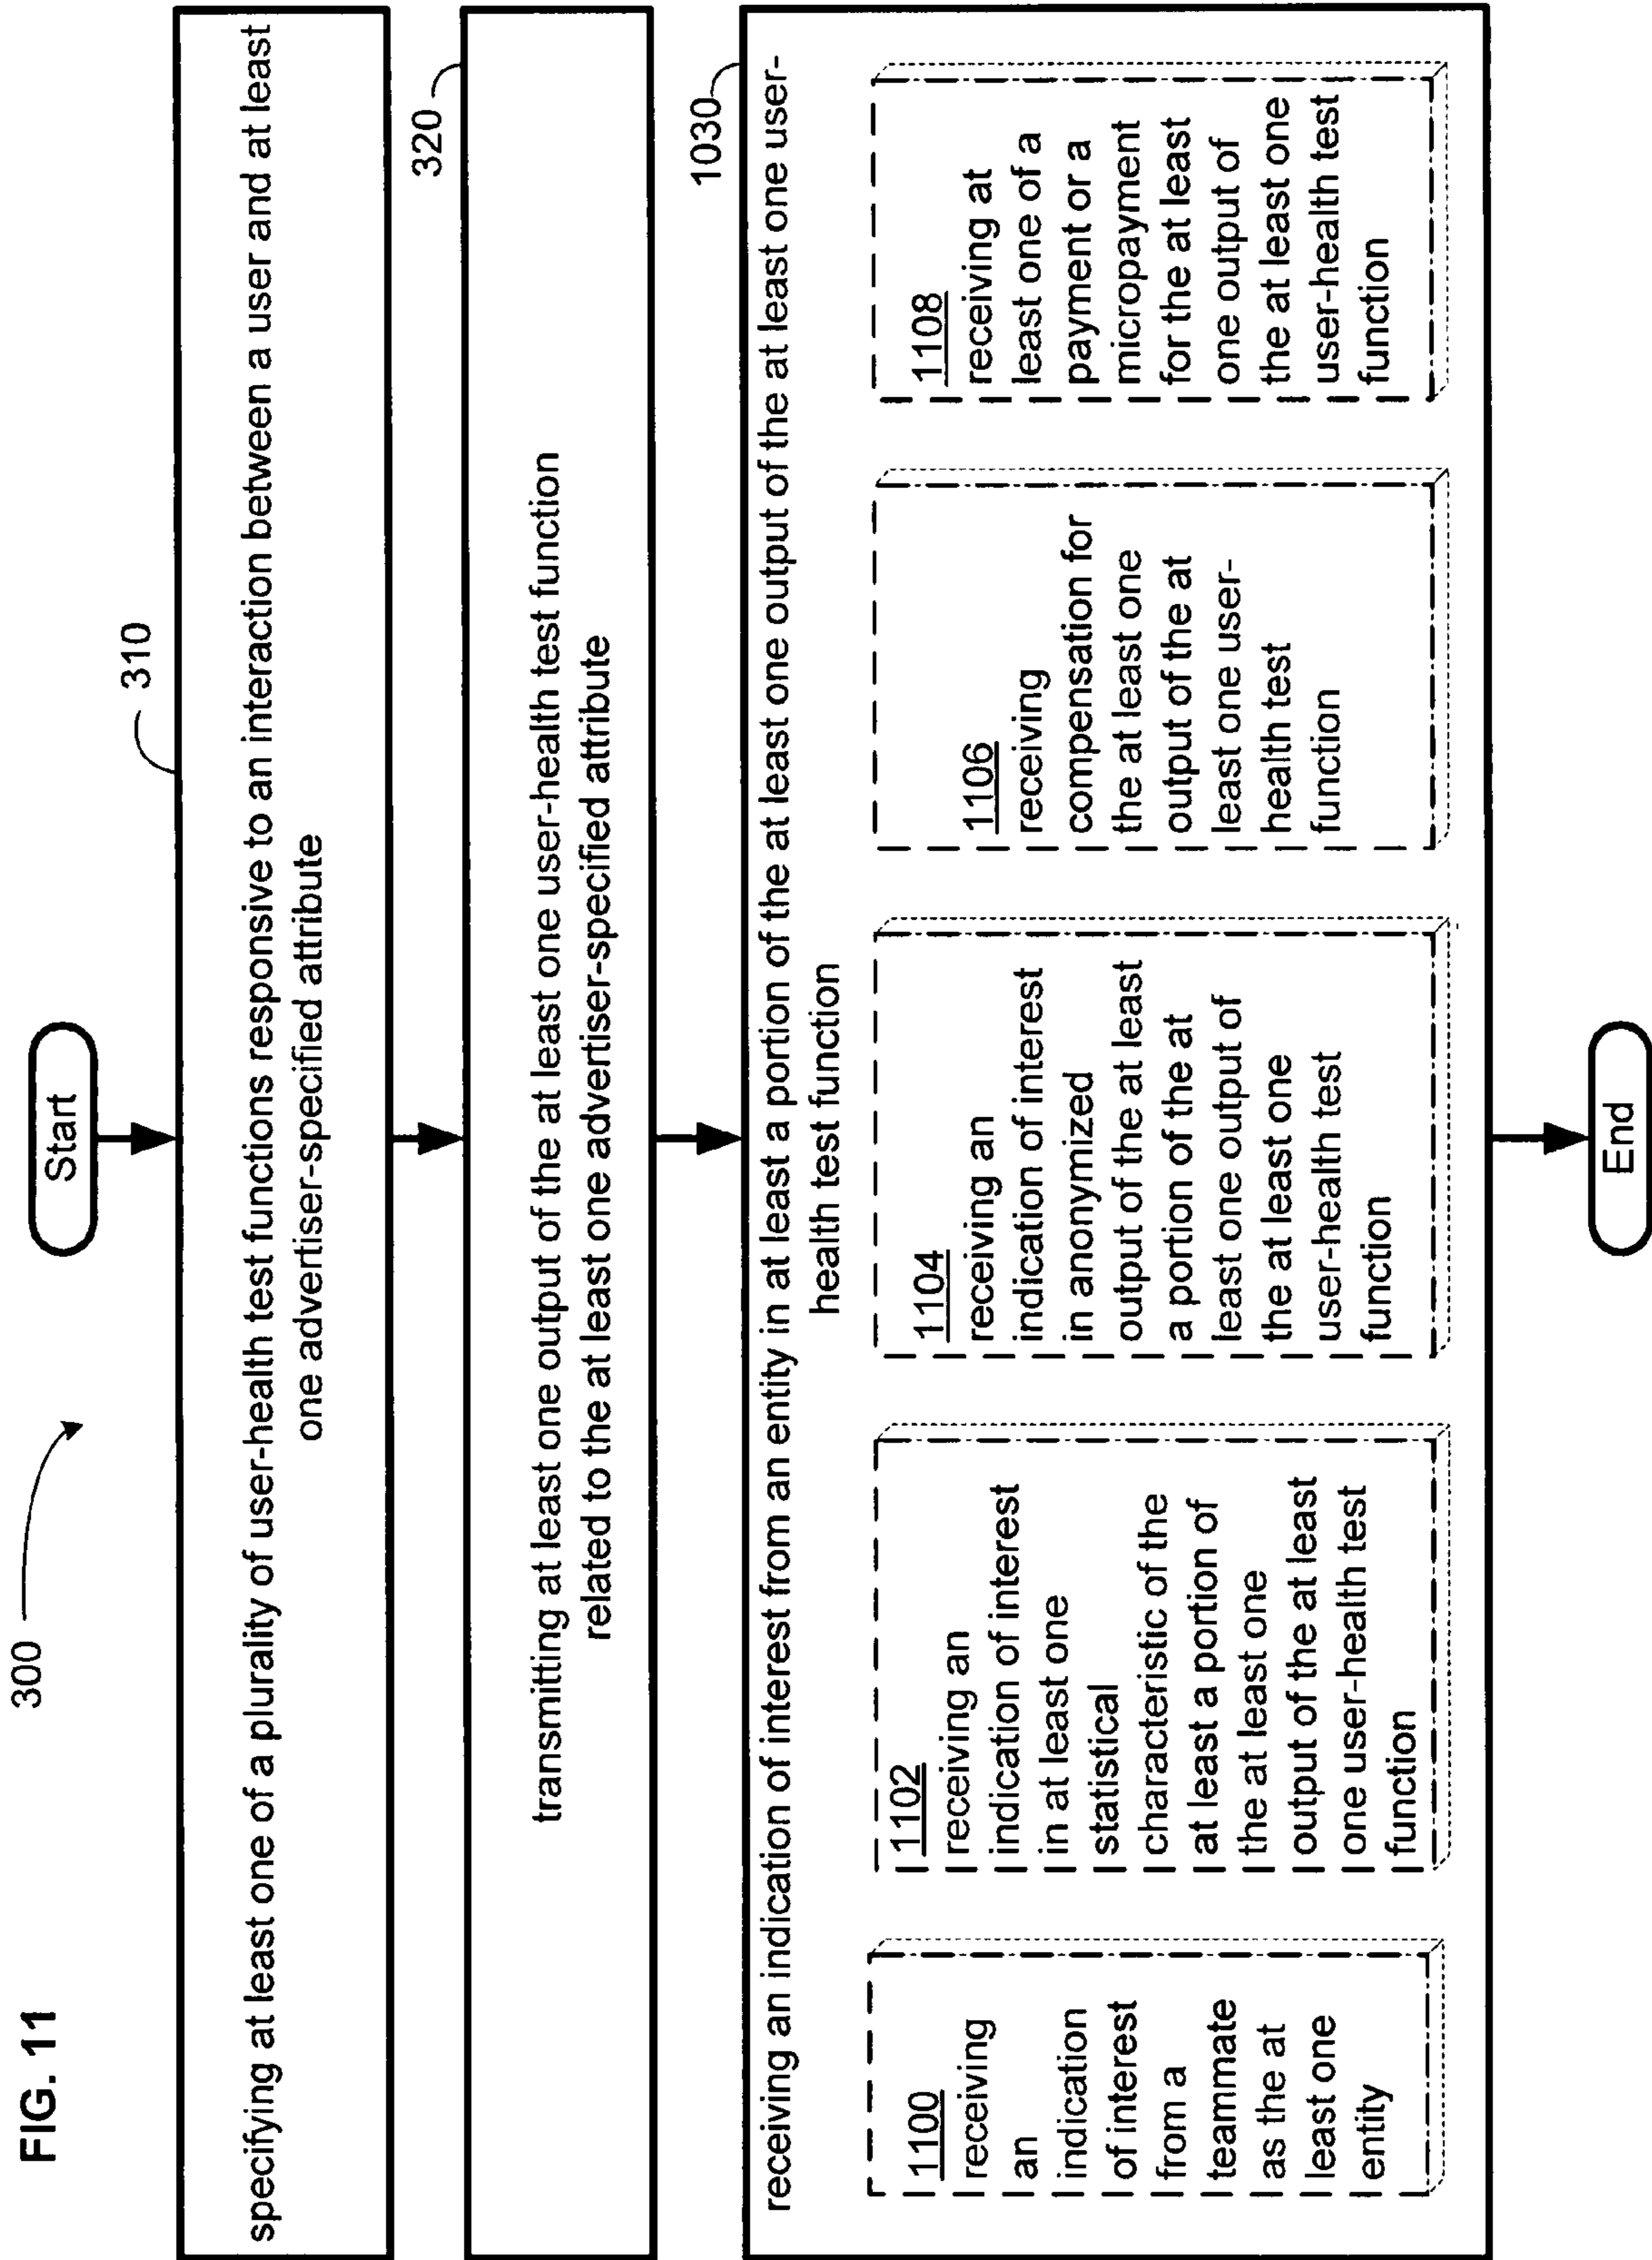 FIG. 11
300
Start
310
specifying at least one of a plurality of user-health test functions responsive to an interaction between a user and at least
one advertiser-specified attribute
320
transmitting at least one output of the at least one user-health test function
related to the at least one advertiser-specified attribute
1030
receiving an indication of interest from an entity in at least a portion of the at least one output of the at least one user-
health test function
1100
receiving
an
indication
of interest
from a
teammate
as the at
least one
entity
1102
receiving an
indication of interest
in at least one
statistical
characteristic of the
at least a portion of
the at least one
output of the at least
one user-health test
function
1104
receiving an
indication of interest
in anonymized
output of the at least
a portion of the at
least one output of
the at least one
user-health test
function
1106
receiving
compensation for
the at least one
output of the at
least one user-
health test
function
1108
receiving at
least one of a
payment or a
micropayment
for the at least
one output of
the at least one
user-health test
function
End